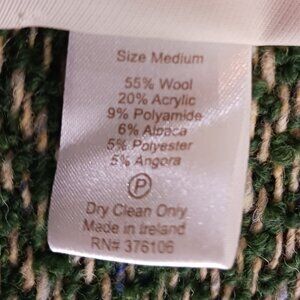 Size Medium
55% Wool
20% Acrylic
9% Polyamide
6% Alpaca
5% Polyester
5% Angora
P
Dry Clean Only
Made in Ireland
RN# 376106